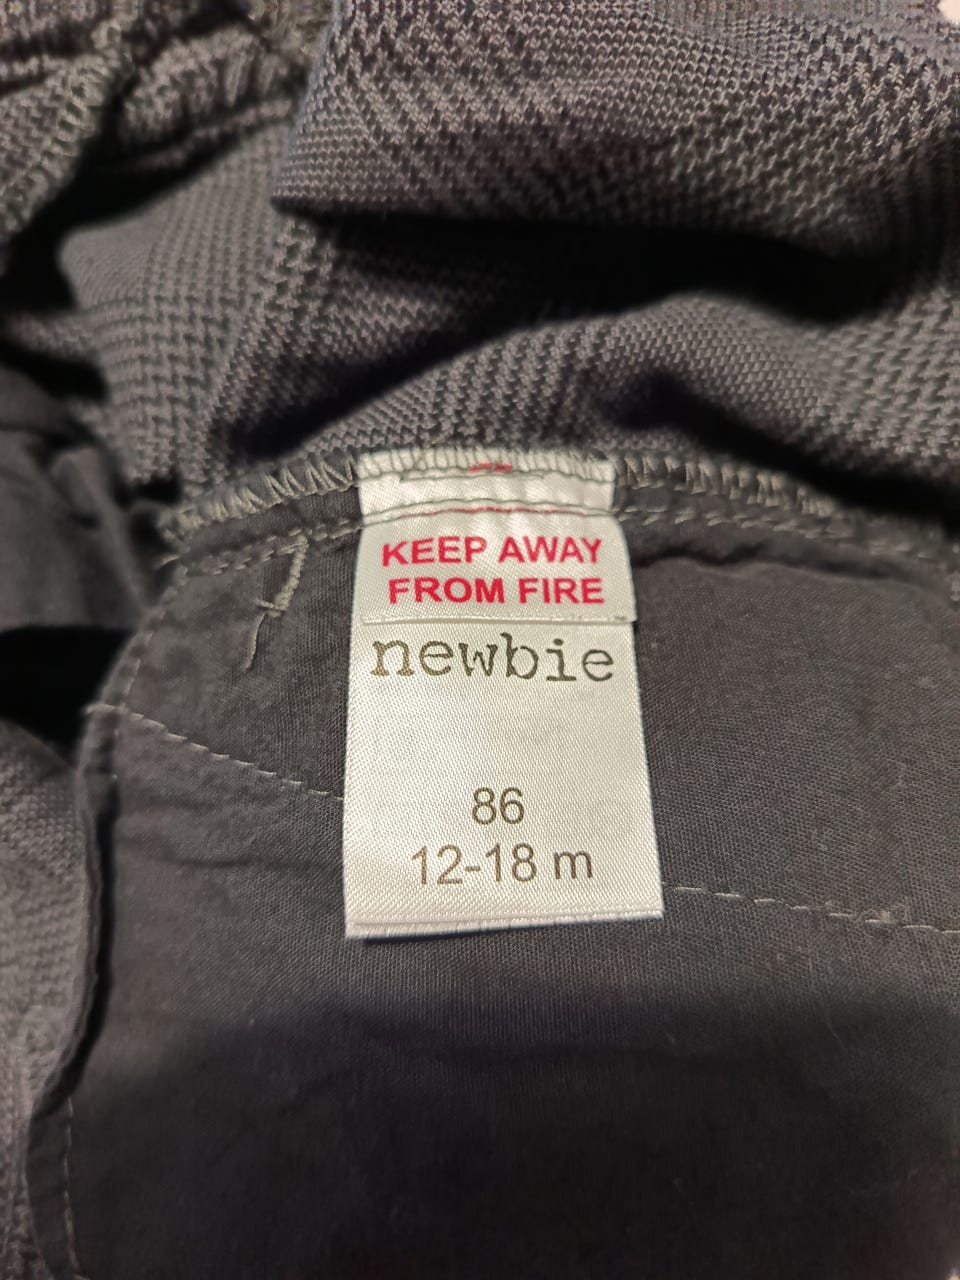 KEEP AWAY
FROM FIRE
newbie
86
12-18 m